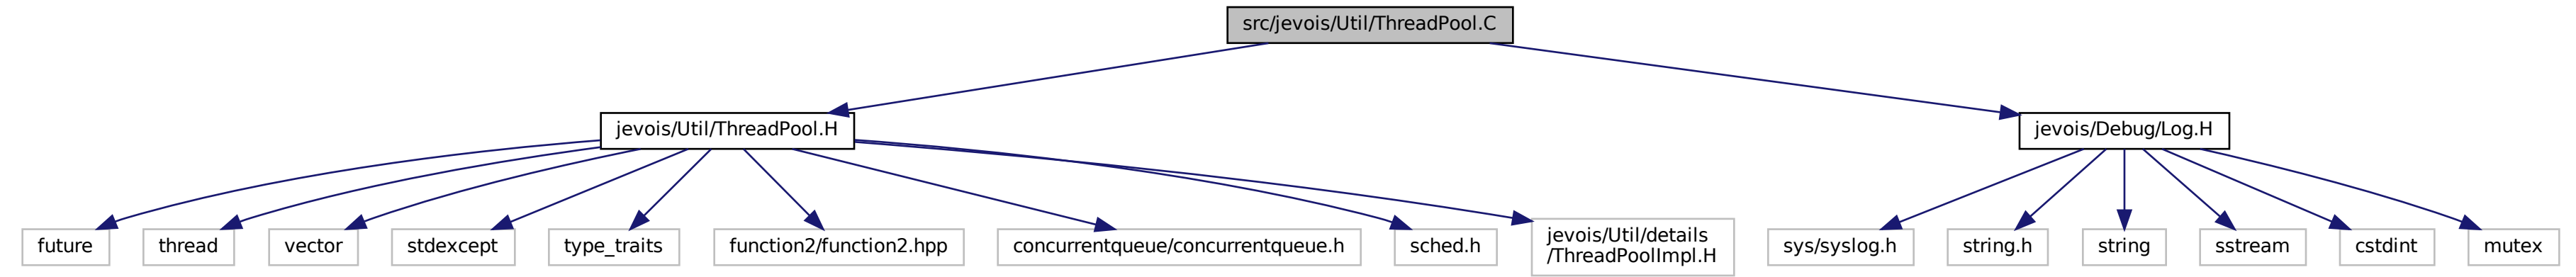 src/jevois/Util/ThreadPool.C
jevois/Util/ThreadPool.H
jevois/Debug/Log.H
future
thread
vector
stdexcept
type_traits
function2/function2.hpp
concurrentqueue/concurrentqueue.h
sched.h
jevois/Util/details
/ThreadPoolImpl.H
sys/syslog.h
string.h
string
sstream
cstdint
mutex